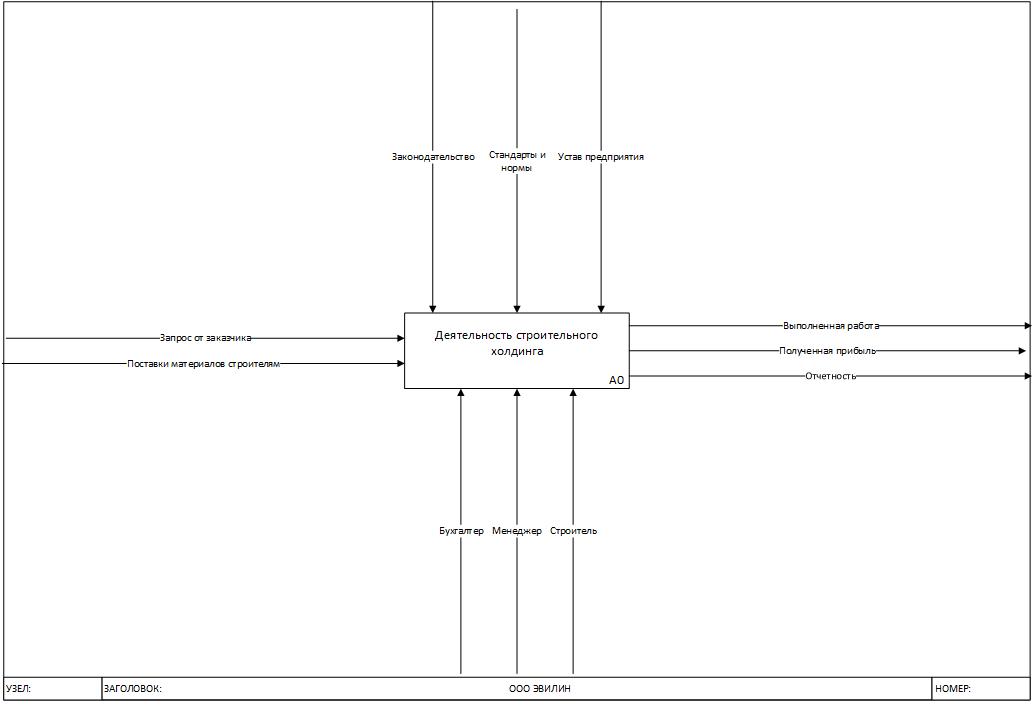 Законодательство
Стандарты и
нормы
Устав предприятия
Запрос от заказчика
Поставки материалов строителям
Деятельность строительного
холдинга
A0
Выполненная работа
Полученная прибыль
Отчетность
Бухгалтер
Менеджер
Строитель
УЗЕЛ:
ЗАГОЛОВОК:
ООО ЭВИЛИН
НОМЕР: